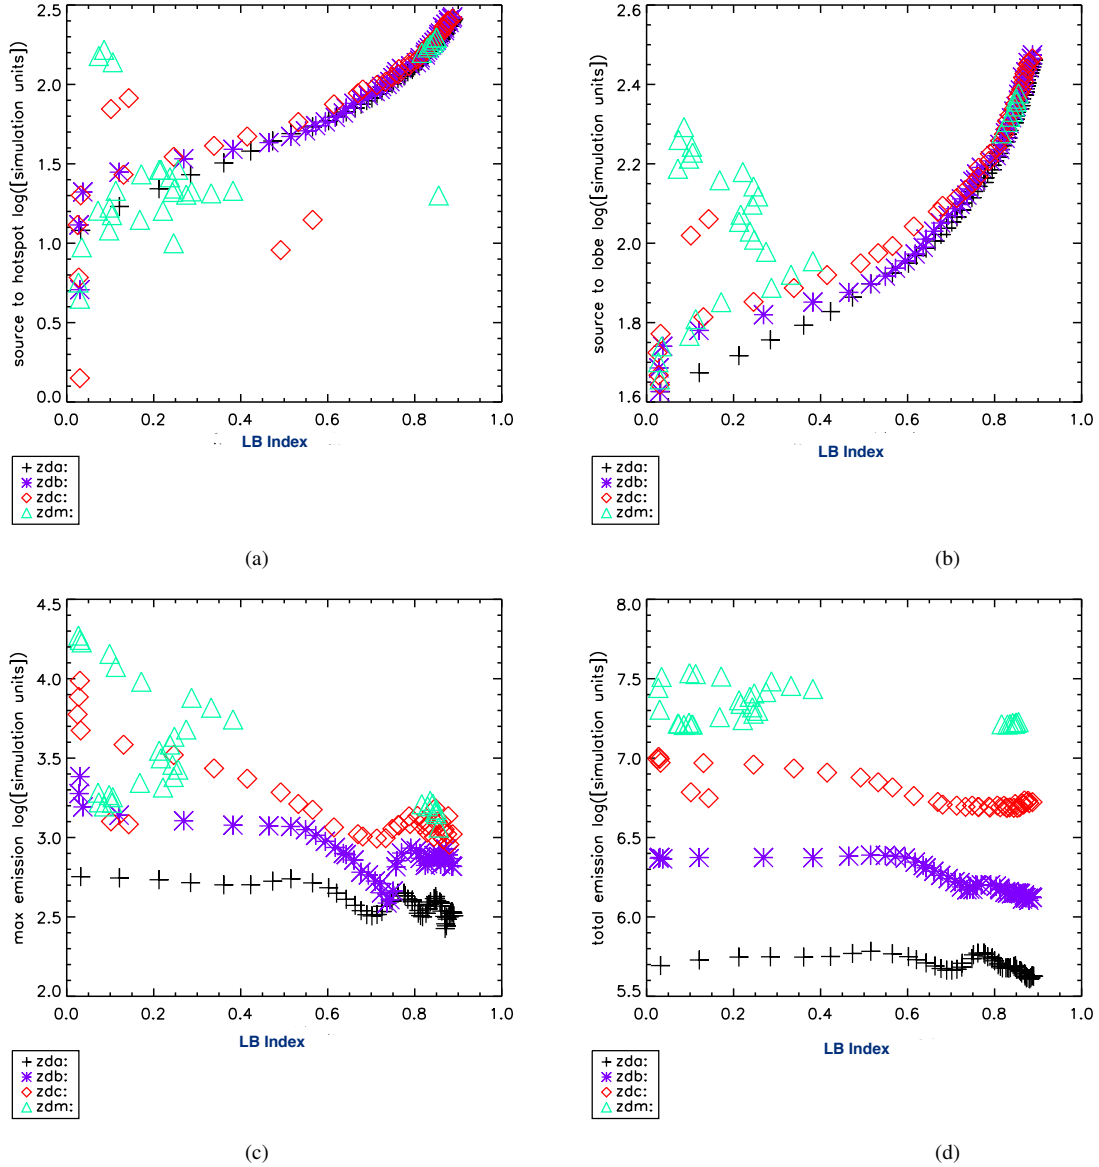 source to hotspot log([simulation units])
2.5
2.0
1.5
1.0
0.5
0.0
0.0 0.2 0.4 0.6 0.8 1.0
LB Index
zda:
zdb:
zdc:
zdm:
(a)
source to lobe log([simulation units])
2.6
2.4
2.2
2.0
1.8
1.6
0.0 0.2 0.4 0.6 0.8 1.0
LB Index
zda:
zdb:
zdc:
zdm:
(b)
max emission log([simulation units])
4.5
4.0
3.5
3.0
2.5
2.0
0.0 0.2 0.4 0.6 0.8 1.0
LB Index
zda:
zdb:
zdc:
zdm:
(c)
total emission log([simulation units])
8.0
7.5
7.0
6.5
6.0
5.5
0.0 0.2 0.4 0.6 0.8 1.0
LB Index
zda:
zdb:
zdc:
zdm:
(d)